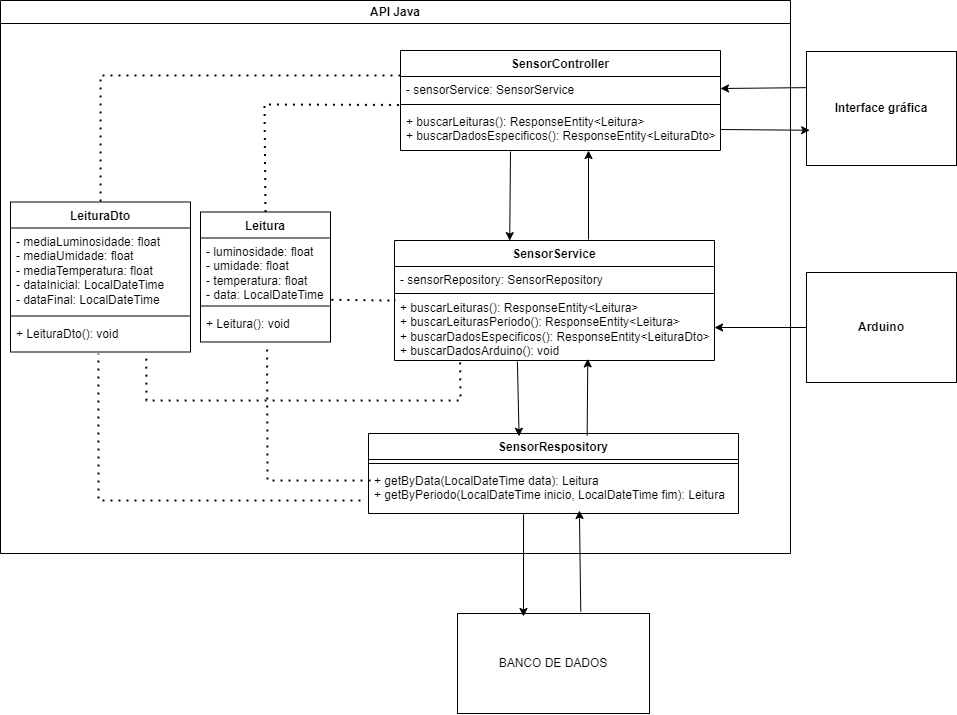 API Java
SensorController
- sensorService: SensorService
+ buscarLeituras(): ResponseEntity<Leitura>
+ buscarDadosEspecificos(): ResponseEntity<LeituraDto>
Interface gráfica
LeituraDto
- mediaLuminosidade: float
- mediaUmidade: float
- mediaTemperatura: float
- dataInicial: LocalDateTime
- dataFinal: LocalDateTime
+ LeituraDto(): void
Leitura
- luminosidade: float
- umidade: float
- temperatura: float
- data: LocalDateTime
+ Leitura(): void
SensorService
- sensorRepository: SensorRepository
+ buscarLeituras(): ResponseEntity<Leitura>
+ buscarLeiturasPeriodo(): ResponseEntity<Leitura>
+ buscarDadosEspecificos(): ResponseEntity<LeituraDto>
+ buscarDadosArduino(): void
Arduino
SensorRespository
+ getByData(LocalDateTime data): Leitura
+ getByPeriodo(LocalDateTime inicio, LocalDateTime fim): Leitura
BANCO DE DADOS